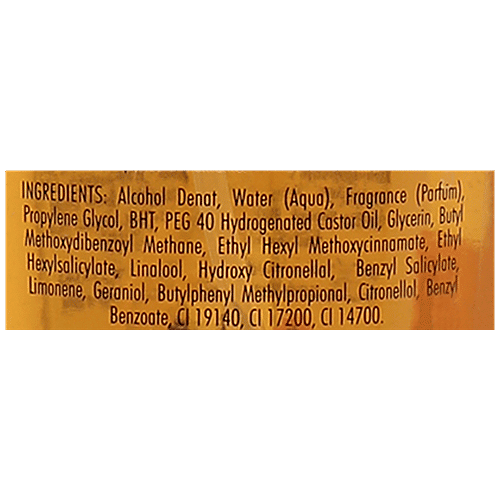 INGREDIENTS: Alcohol Denat, Water (Aqua), Fragrance (Parfum),
Propylene Glycol, BHT, PEG 40 Hydrogenated Castor Oil, Glycerin, Butyl
Methoxydibenzoyl Methane, Ethyl Hexyl Methoxycinnamate, Ethyl
Hexylsalicylate, Linalool, Hydroxy Citronellal, Benzyl Salicylate,
Limonene, Geraniol, Butylphenyl Methylpropional, Citronellol, Benzyl
Benzoate, CI 19140, CI 17200, CI 14700.